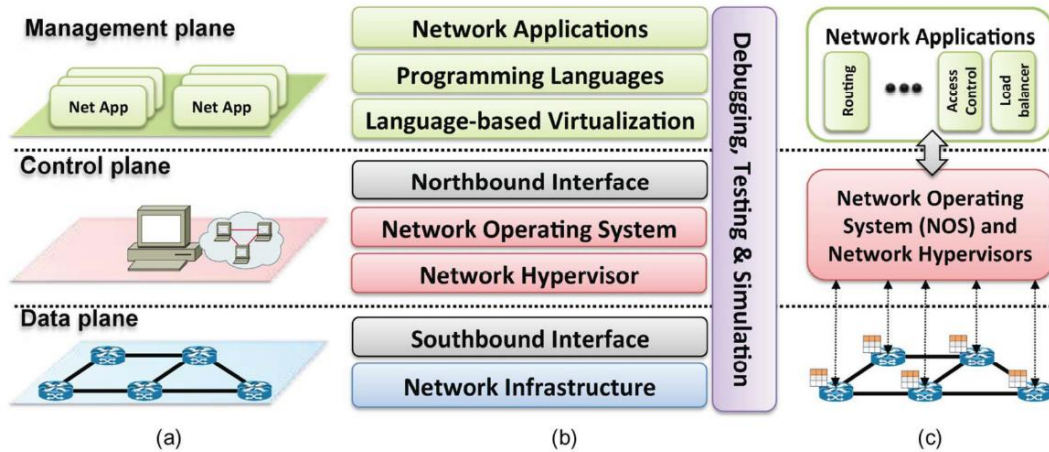 Management plane
Net App
Net App
Control plane
Data plane
(a)
Network Applications
Programming Languages
Language-based Virtualization
Northbound Interface
Network Operating System
Network Hypervisor
Southbound Interface
Network Infrastructure
Debugging, Testing & Simulation
(b)
Network Applications
Routing
Access
Control
Load
balancer
Network Operating
System (NOS) and
Network Hypervisors
(c)